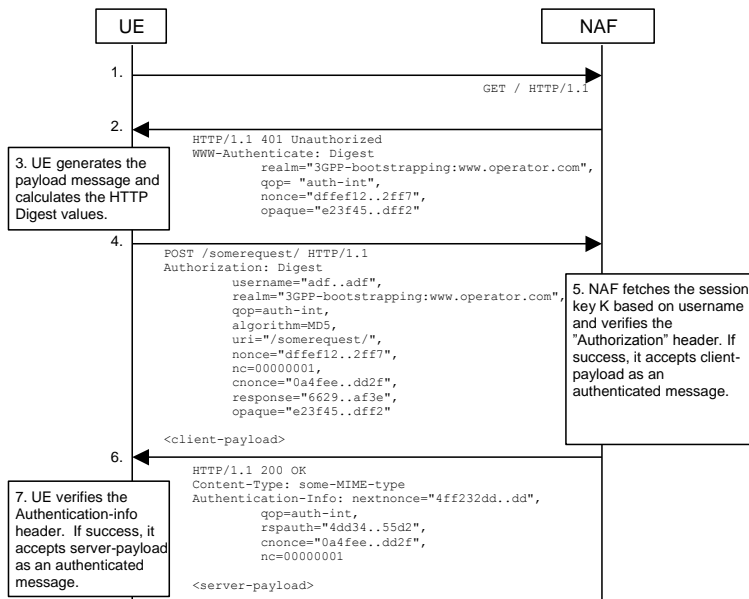 UE
NAF
1.
GET / HTTP/1.1
2.
HTTP/1.1 401 Unauthorized
WWW-Authenticate: Digest
realm="3GPP-bootstrapping:www.operator.com",
qop= "auth-int",
nonce="dffef12..2ff7",
opaque="e23f45..dff2"
3. UE generates the
payload message and
calculates the HTTP
Digest values.
4.
POST /somerequest/ HTTP/1.1
Authorization: Digest
username="adf..adf",
realm="3GPP-bootstrapping:www.operator.com",
qop=auth-int,
algorithm=MD5,
uri="/somerequest/",
nonce="dffef12..2ff7",
nc=00000001,
cnonce="0a4fee..dd2f",
response="6629..af3e",
opaque="e23f45..dff2"
<client-payload>
5. NAF fetches the session
key K based on username
and verifies the
"Authorization" header. If
success, it accepts client-
payload as an
authenticated message.
6.
HTTP/1.1 200 OK
Content-Type: some-MIME-type
Authentication-Info: nextnonce="4ff232dd..dd",
qop=auth-int,
rspauth="4dd34..55d2",
cnonce="0a4fee..dd2f",
nc=00000001
<server-payload>
7. UE verifies the
Authentication-info
header.  If success, it
accepts server-payload
as an authenticated
message.